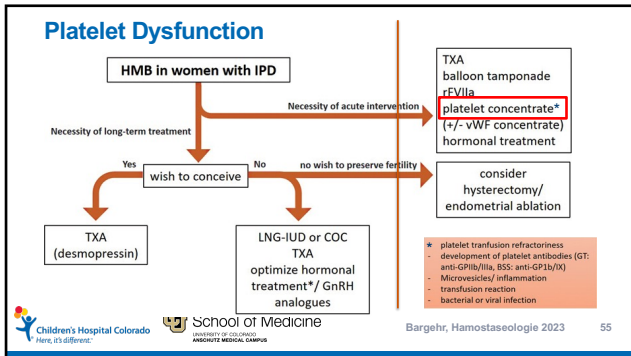 Platelet Dysfunction
HMB in women with IPD
Necessity of acute intervention
TXA
balloon tamponade
rFVIIa
platelet concentrate*
(+/- vWF concentrate)
hormonal treatment
Necessity of long-term treatment
Yes
wish to conceive
No
no wish to preserve fertility
consider
hysterectomy/
endometrial ablation
TXA
(desmopressin)
LNG-IUD or COC
TXA
optimize hormonal
treatment*/ GnRH
analogues
* platelet tranfusion refractoriness
- development of platelet antibodies (GT:
anti-GPIIb/IIIa, BSS: anti-GP1b/IX)
- Microvesicles/ inflammation
- transfusion reaction
- bacterial or viral infection
Children's Hospital Colorado
Here, it's different.™
School of Medicine
UNIVERSITY OF COLORADO
ANSCHUTZ MEDICAL CAMPUS
Bargehr, Hamostaseologie 2023
55